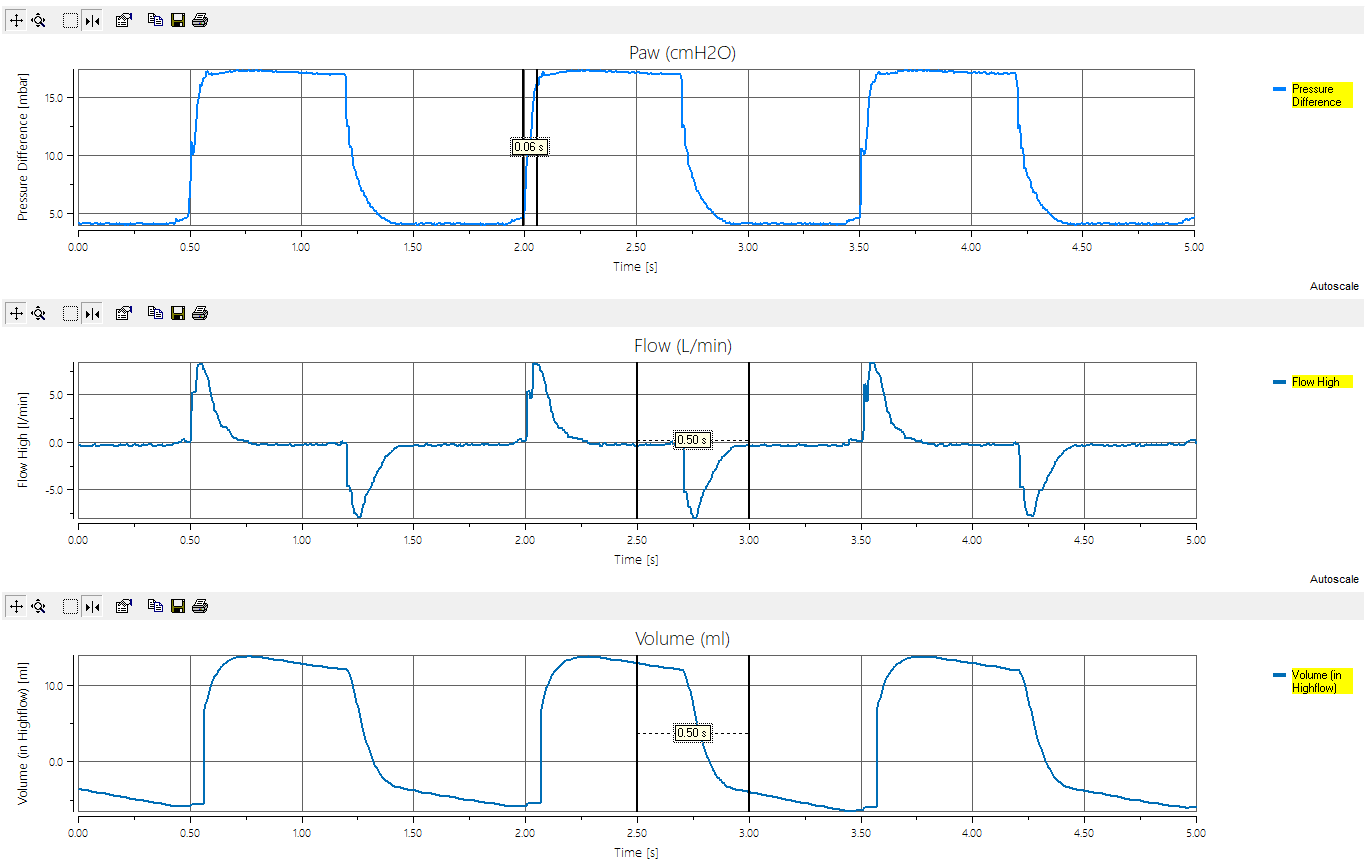 Paw (cmH2O)
Pressure Difference [mbar]
15.0
10.0
5.0
0.06 s
Pressure
Difference
0.00 0.50 1.00 1.50 2.00 2.50 3.00 3.50 4.00 4.50 5.00
Time [s]
Autoscale
Flow (L/min)
Flow High [l/min]
5.0
0.0
-5.0
0.50 s
Flow High
0.00 0.50 1.00 1.50 2.00 2.50 3.00 3.50 4.00 4.50 5.00
Time [s]
Autoscale
Volume (ml)
Volume (in Highflow) [ml]
10.0
0.0
0.50 s
Volume (in
Highflow)
0.00 0.50 1.00 1.50 2.00 2.50 3.00 3.50 4.00 4.50 5.00
Time [s]